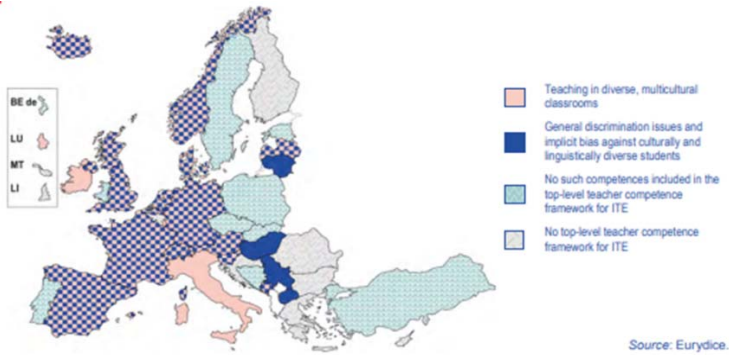 BE de
LU
MT
LI
Teaching in diverse, multicultural
classrooms
General discrimination issues and
implicit bias against culturally and
linguistically diverse students
No such competences included in the
top-level teacher competence
framework for ITE
No top-level teacher competence
framework for ITE
Source: Eurydice.